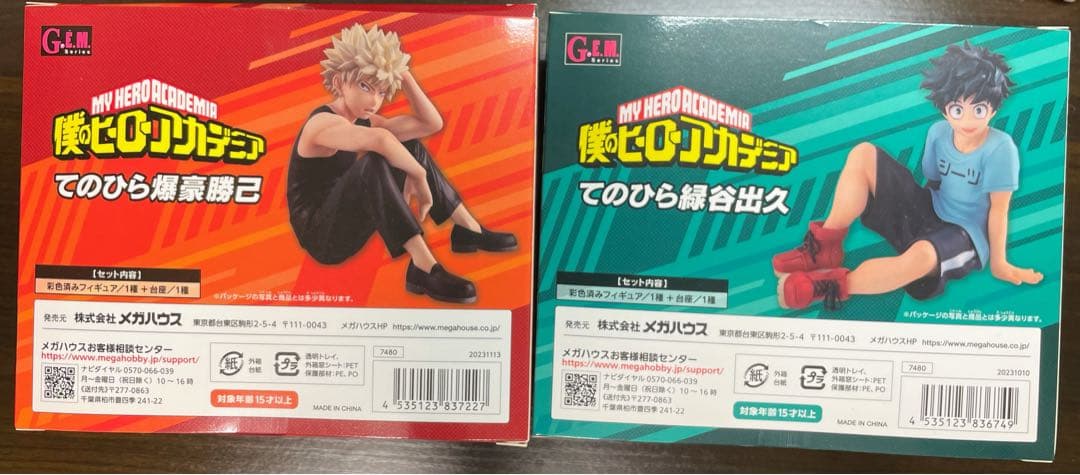 G.E.M.
Series
MY HERO ACADEMIA
僕のヒーローアカデミア
てのひら爆豪勝己
【セット内容】
彩色済みフィギュア/1種 + 台座/1種
※パッケージの写真と商品とは多少異なります。
発売元 株式会社 メガハウス 東京都台東区駒形2-5-4 〒111-0043 メガハウスHP https://www.megahouse.co.jp/
メガハウスお客様相談センター
https://www.megahobby.jp/support/
ナビダイヤル 0570-066-039
月〜金曜日(祝日除く)10〜16時
《送付先》〒277-0863
千葉県柏市豊四季 241-22
紙
外箱
台紙
プラ
透明トレイ,
外箱窓シート:PET
保護部材:PE, PO
対象年齢15才以上
7480
20231113
MADE IN CHINA
4 535123 837227
G.E.M.
Series
MY HERO ACADEMIA
僕のヒーローアカデミア
てのひら緑谷出久
シーツ
【セット内容】
彩色済みフィギュア/1種 + 台座/1種
※パッケージの写真と商品とは多少異なります。
発売元 株式会社 メガハウス 東京都台東区駒形2-5-4 〒111-0043 メガハウスHP https://www.megahouse.co.jp/
メガハウスお客様相談センター
https://www.megahobby.jp/support/
ナビダイヤル 0570-066-039
月〜金曜日(祝日除く)10〜16時
《送付先》〒277-0863
千葉県柏市豊四季 241-22
紙
外箱
台紙
プラ
透明トレイ,
外箱窓シート:PET
保護部材:PE, PO
対象年齢15才以上
7480
20231010
MADE IN CHINA
4 535123 836749